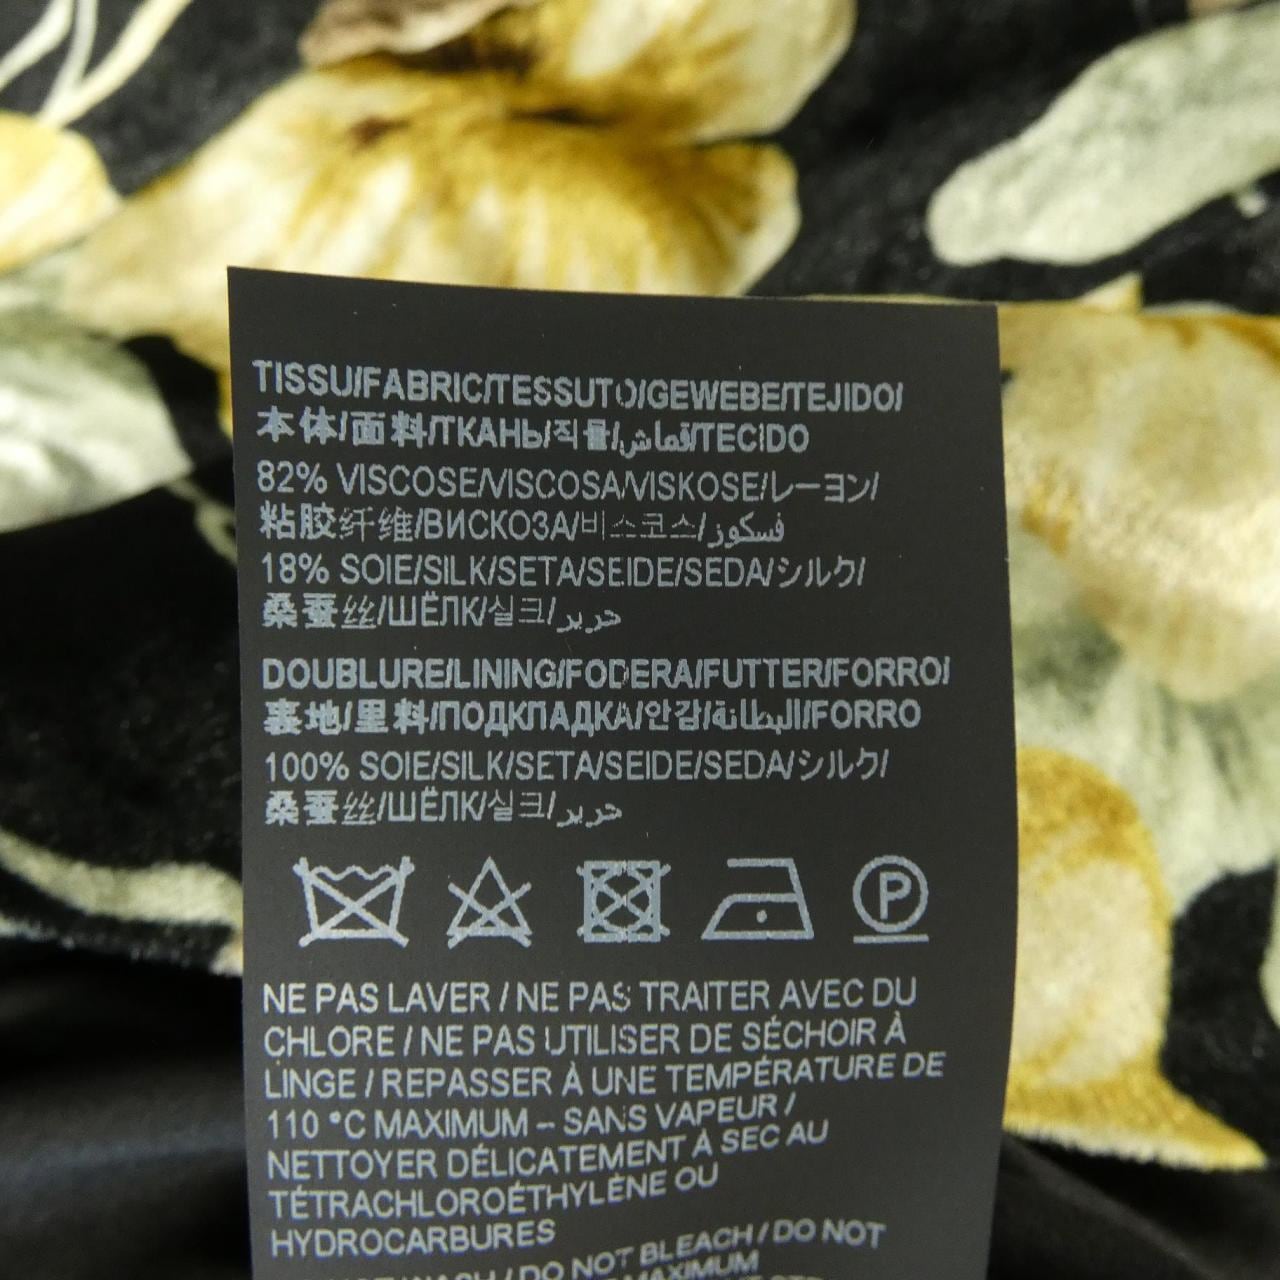 TISSU/FABRIC/TESSUTO/GEWEBE/TEJIDO/
本体/面料/ТКАНЬ/직물/قماش/TECIDO
82% VISCOSE/VISCOSA/VISKOSE/レーヨン/
粘胶纤维/ВИСКОЗА/비스코스/فسكوز
18% SOIE/SILK/SETA/SEIDE/SEDA/シルク/
桑蚕丝/ШЁЛК/실크/حرير
DOUBLURE/LINING/FODERA/FUTTER/FORRO/
裏地/里料/ПОДКЛАДКА/안감/البطانة/FORRO
100% SOIE/SILK/SETA/SEIDE/SEDA/シルク/
桑蚕丝/ШЁЛК/실크/حرير
P
NE PAS LAVER / NE PAS TRAITER AVEC DU
CHLORE / NE PAS UTILISER DE SÉCHOIR À
LINGE / REPASSER À UNE TEMPÉRATURE DE
110 °C MAXIMUM – SANS VAPEUR /
NETTOYER DÉLICATEMENT À SEC AU
TÉTRACHLOROÉTHYLÈNE OU
HYDROCARBURES
WASH / DO NOT BLEACH / DO NOT
MAXIMUM